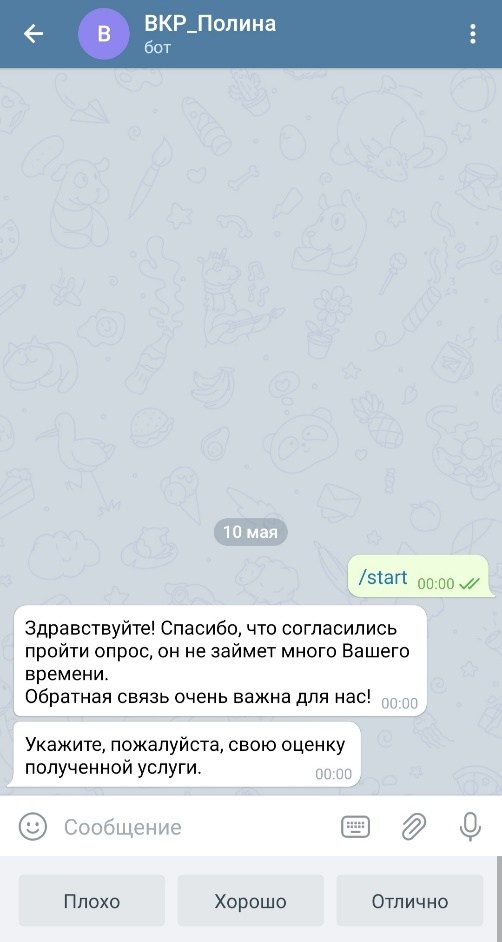 В
ВКР_Полина
бот
10 мая
/start 00:00
Здравствуйте! Спасибо, что согласились
пройти опрос, он не займет много Вашего
времени.
Обратная связь очень важна для нас! 00:00
Укажите, пожалуйста, свою оценку
полученной услуги. 00:00
Сообщение
Плохо Хорошо Отлично